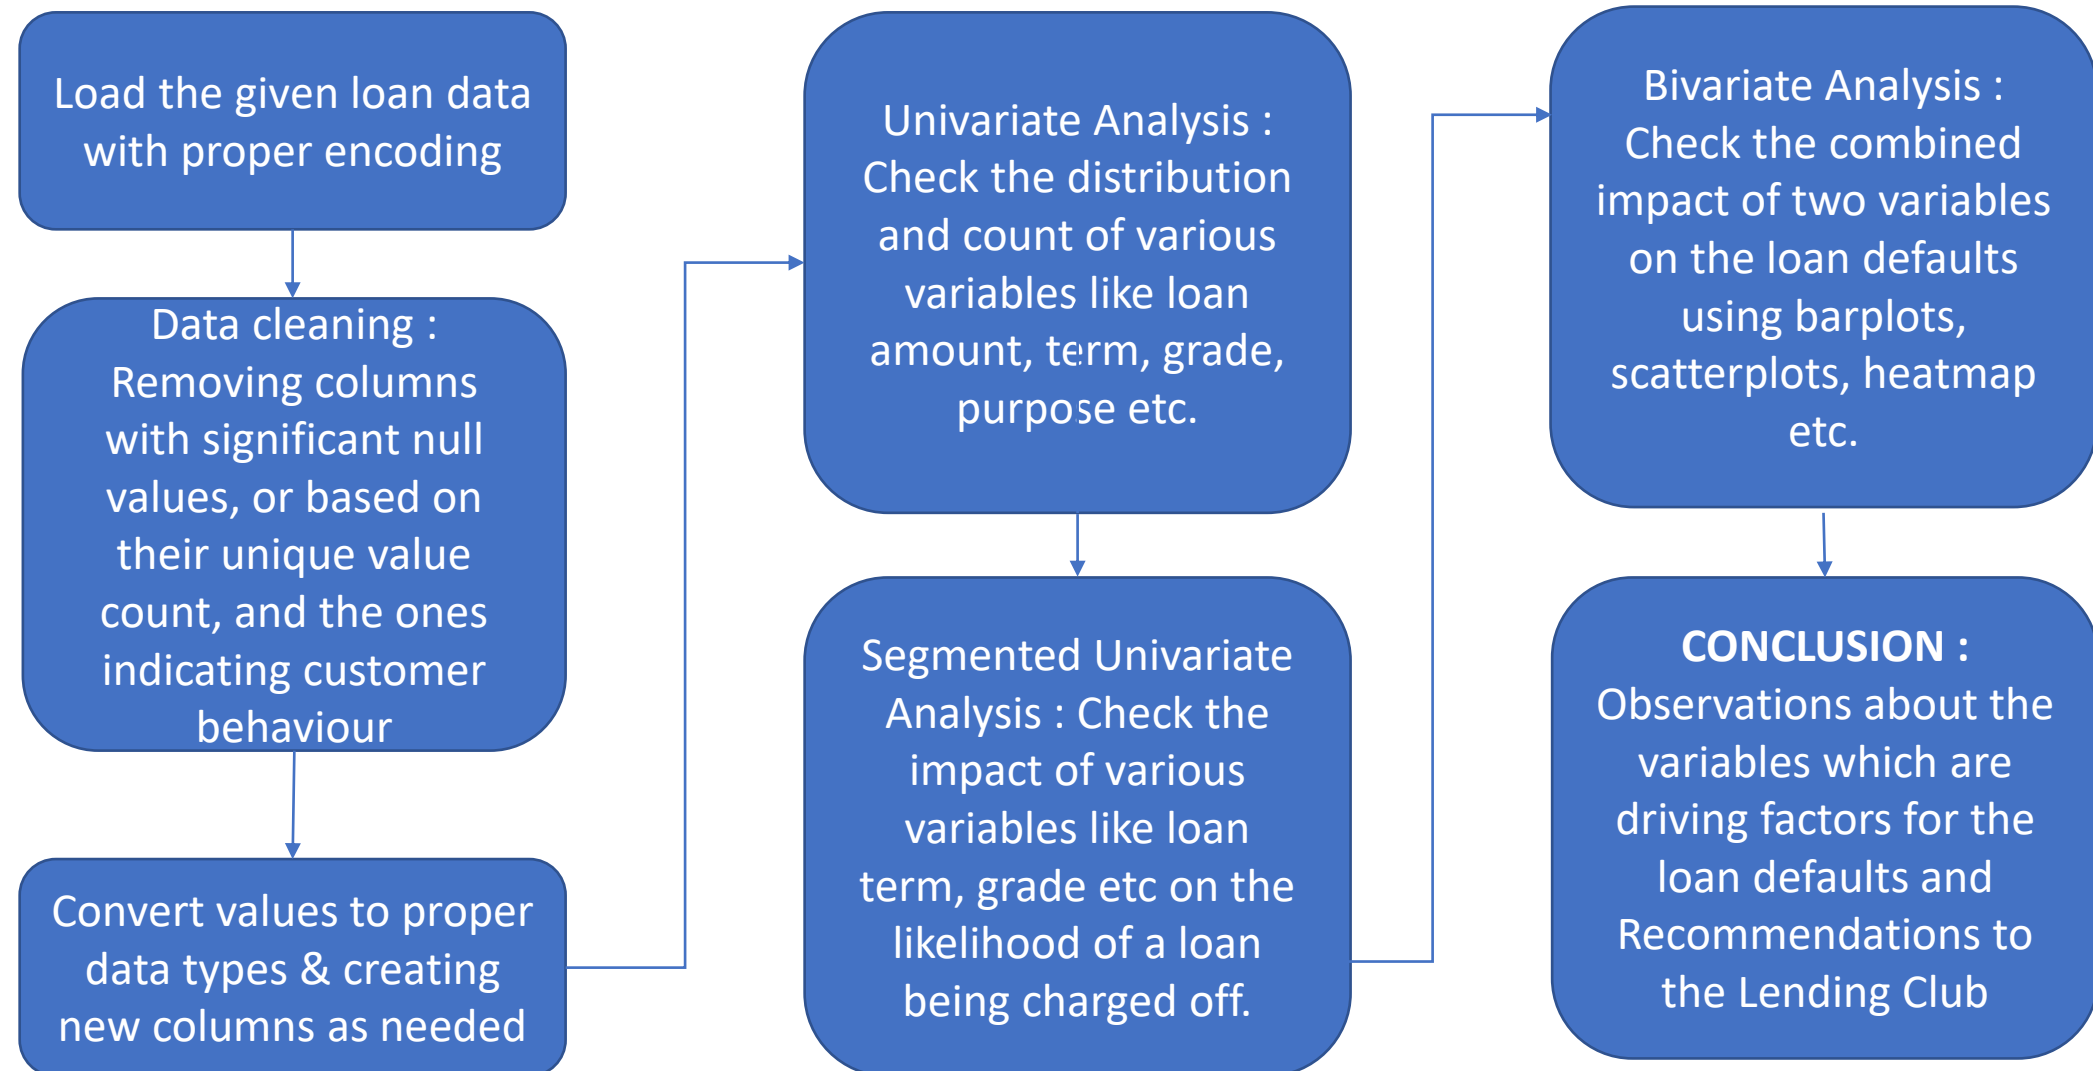 Load the given loan data
with proper encoding
Data cleaning :
Removing columns
with significant null
values, or based on
their unique value
count, and the ones
indicating customer
behaviour
Convert values to proper
data types & creating
new columns as needed
Univariate Analysis :
Check the distribution
and count of various
variables like loan
amount, term, grade,
purpose etc.
Segmented Univariate
Analysis : Check the
impact of various
variables like loan
term, grade etc on the
likelihood of a loan
being charged off.
Bivariate Analysis :
Check the combined
impact of two variables
on the loan defaults
using barplots,
scatterplots, heatmap
etc.
CONCLUSION :
Observations about the
variables which are
driving factors for the
loan defaults and
Recommendations to
the Lending Club